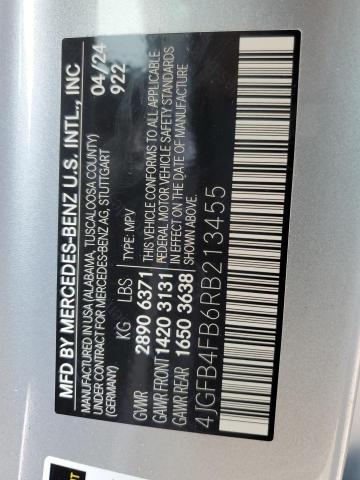 MFD BY MERCEDES-BENZ U.S. INTL., INC
MANUFACTURED IN USA (ALABAMA, TUSCALOOSA COUNTY) 04/24
UNDER CONTRACT FOR MERCEDES-BENZ AG, STUTTGART 922
(GERMANY)
KG LBS TYPE: MPV
GVWR 2890 6371 THIS VEHICLE CONFORMS TO ALL APPLICABLE
GAWR FRONT 1420 3131 FEDERAL MOTOR VEHICLE SAFETY STANDARDS
GAWR REAR 1650 3638 IN EFFECT ON THE DATE OF MANUFACTURE
SHOWN ABOVE.
4JGFB4FB6RB213455